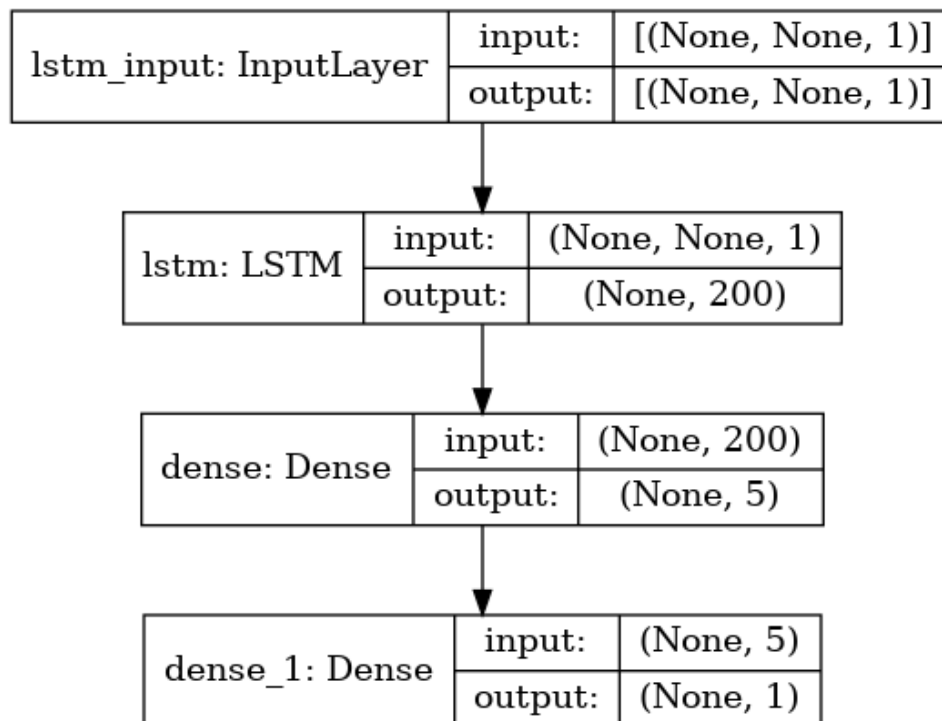 lstm_input: InputLayer
input: [(None, None, 1)]
output: [(None, None, 1)]
lstm: LSTM
input: (None, None, 1)
output: (None, 200)
dense: Dense
input: (None, 200)
output: (None, 5)
dense_1: Dense
input: (None, 5)
output: (None, 1)